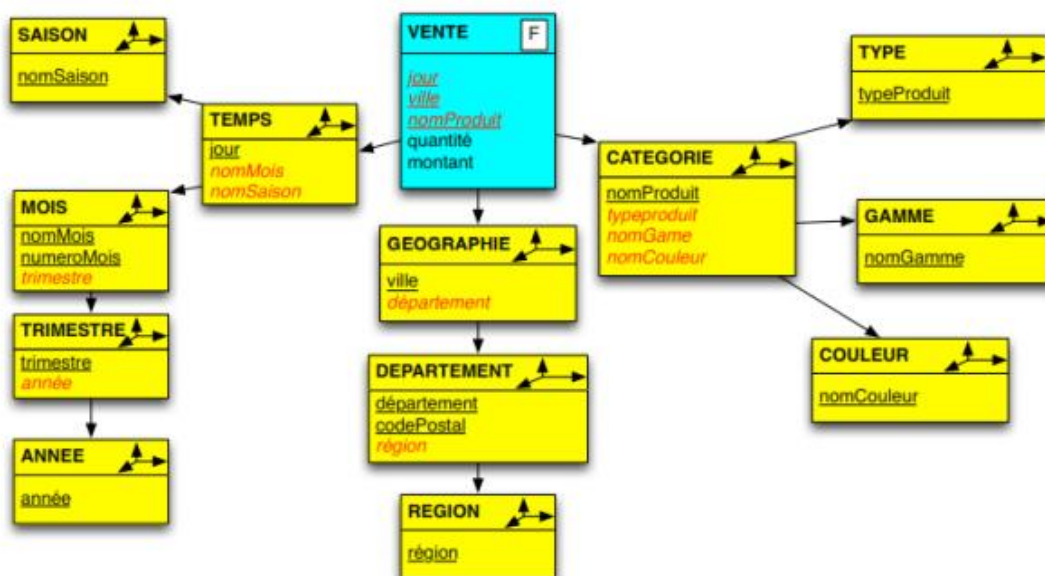 SAISON
nomSaison
VENTE F
jour
ville
nomProduit
quantité
montant
TYPE
typeProduit
TEMPS
jour
nomMois
nomSaison
CATEGORIE
nomProduit
typeproduit
nomGame
nomCouleur
MOIS
nomMois
numeroMois
trimestre
GEOGRAPHIE
ville
département
GAMME
nomGamme
TRIMESTRE
trimestre
année
DEPARTEMENT
département
codePostal
région
COULEUR
nomCouleur
ANNEE
année
REGION
région